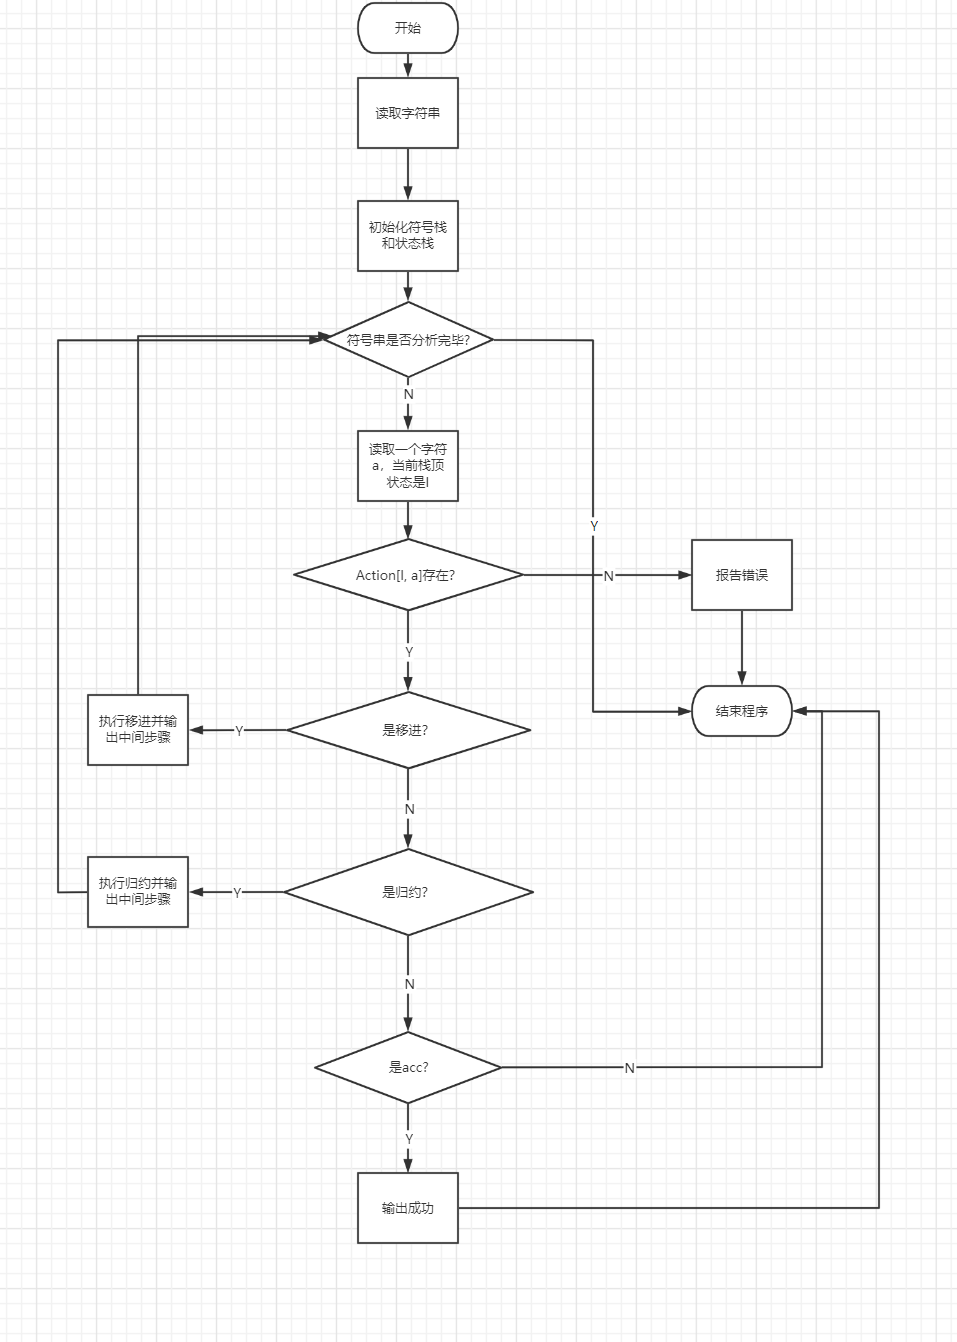 开始
读取字符串
初始化符号栈
和状态栈
符号串是否分析完毕?
N
读取一个字符
a，当前栈顶
状态是I
Y
Action[I, a]存在?
N
报告错误
Y
结束程序
执行移进并输
出中间步骤
Y
是移进?
N
执行归约并输
出中间步骤
Y
是归约?
N
是acc?
N
Y
输出成功